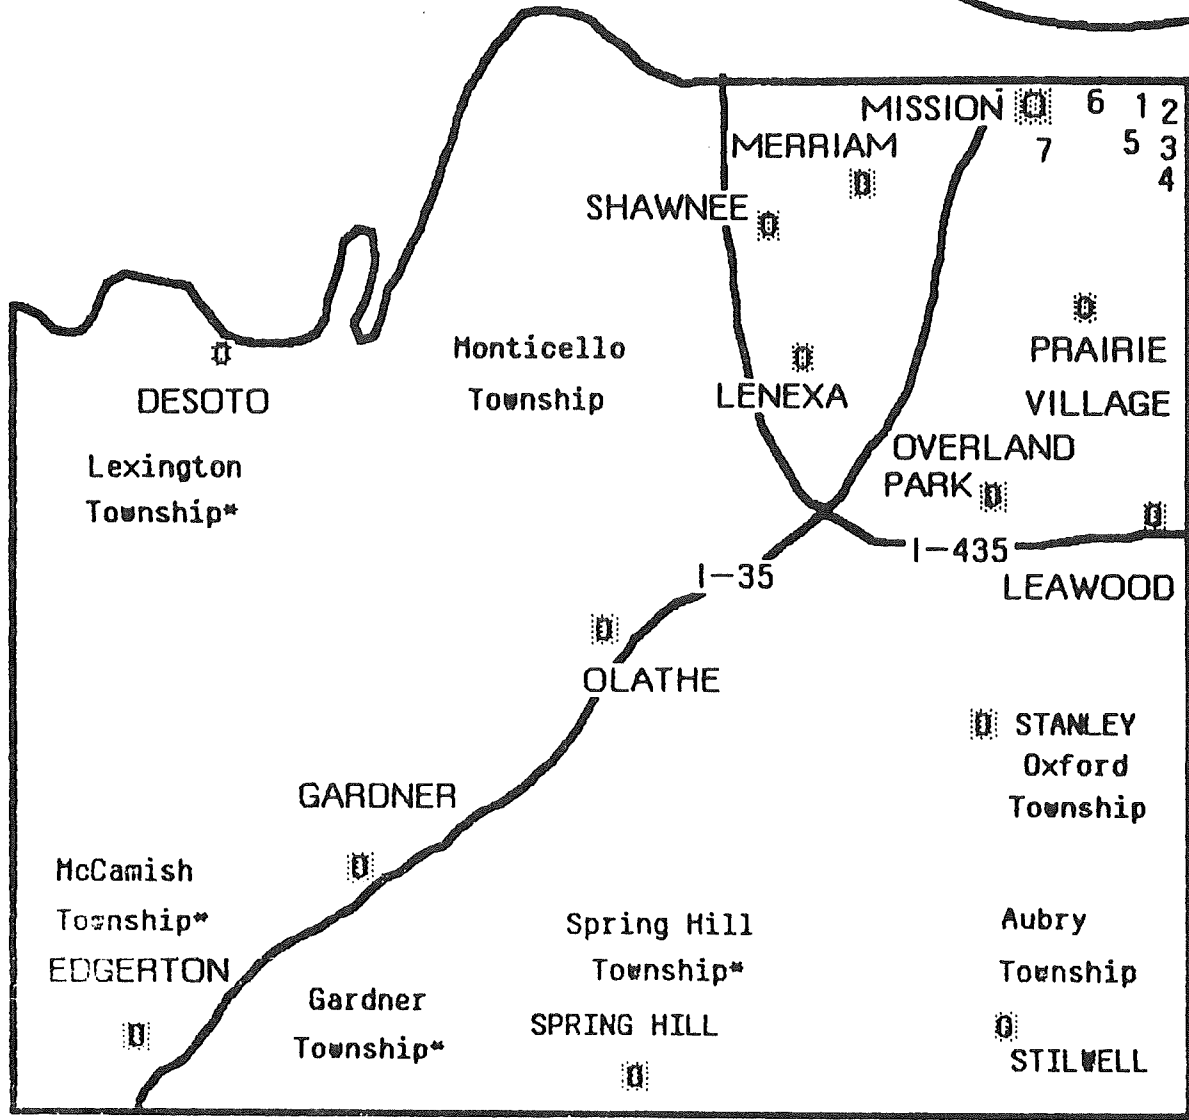 MISSION 6 1 2
MERRIAM 7 5 3
4
SHAWNEE
Monticello
Township
PRAIRIE
VILLAGE
DESOTO
LENEXA
Lexington
Township*
OVERLAND
PARK
I-435
I-35
LEAWOOD
OLATHE
STANLEY
Oxford
Township
GARDNER
McCamish
Township*
EDGERTON
Spring Hill
Township*
Aubry
Township
Gardner
Township*
SPRING HILL
STILWELL